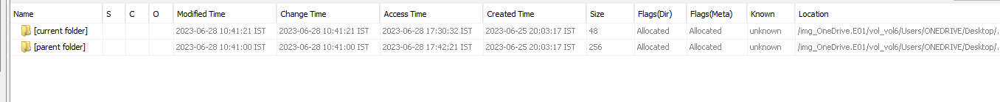 Name S C O Modified Time Change Time Access Time Created Time Size Flags(Dir) Flags(Meta) Known Location
[current folder] 2023-06-28 10:41:21 IST 2023-06-28 10:41:21 IST 2023-06-28 17:30:32 IST 2023-06-25 20:03:17 IST 48 Allocated Allocated unknown /img_OneDrive.E01/vol_vol6/Users/ONEDRIVE/Desktop/.
[parent folder] 2023-06-28 10:41:00 IST 2023-06-28 10:41:00 IST 2023-06-28 17:42:21 IST 2023-06-25 20:03:17 IST 256 Allocated Allocated unknown /img_OneDrive.E01/vol_vol6/Users/ONEDRIVE/Desktop/.